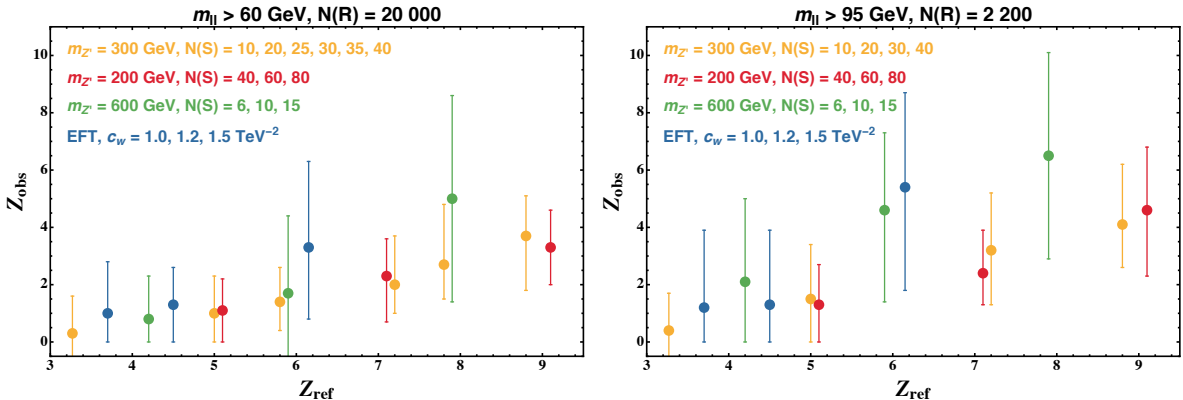 m_ll > 60 GeV, N(R) = 20 000
m_Z' = 300 GeV, N(S) = 10, 20, 25, 30, 35, 40
m_Z' = 200 GeV, N(S) = 40, 60, 80
m_Z' = 600 GeV, N(S) = 6, 10, 15
EFT, c_W = 1.0, 1.2, 1.5 TeV⁻²
Z_obs
10
8
6
4
2
0
3 4 5 6 7 8 9
Z_ref
m_ll > 95 GeV, N(R) = 2 200
m_Z' = 300 GeV, N(S) = 10, 20, 30, 40
m_Z' = 200 GeV, N(S) = 40, 60, 80
m_Z' = 600 GeV, N(S) = 6, 10, 15
EFT, c_W = 1.0, 1.2, 1.5 TeV⁻²
Z_obs
10
8
6
4
2
0
3 4 5 6 7 8 9
Z_ref